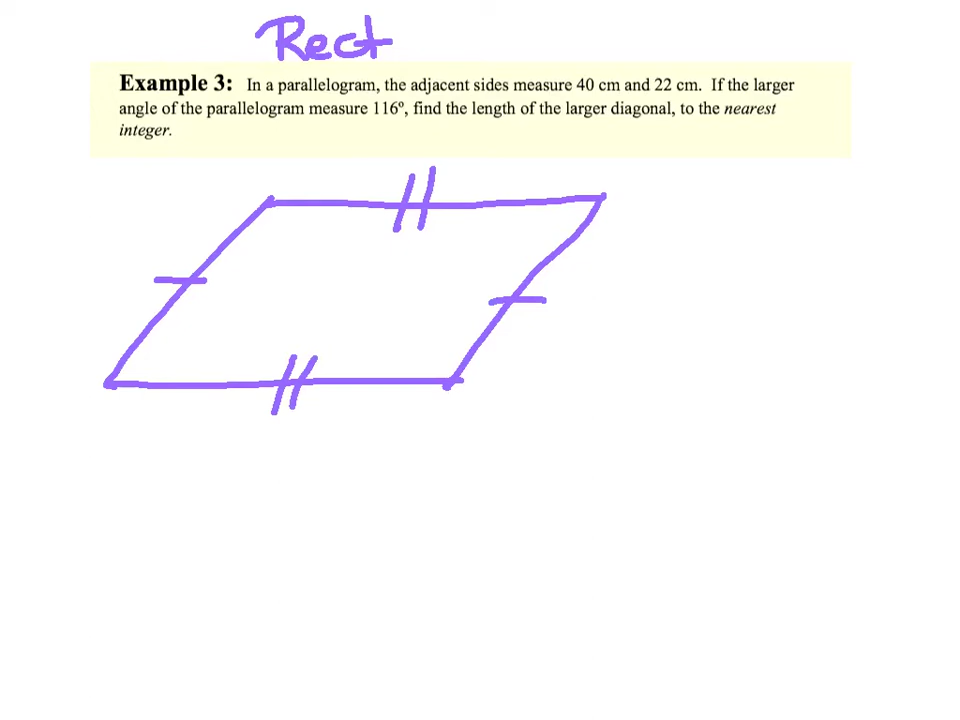 Rect
Example 3: In a parallelogram, the adjacent sides measure 40 cm and 22 cm. If the larger
angle of the parallelogram measure 116°, find the length of the larger diagonal, to the nearest
integer.